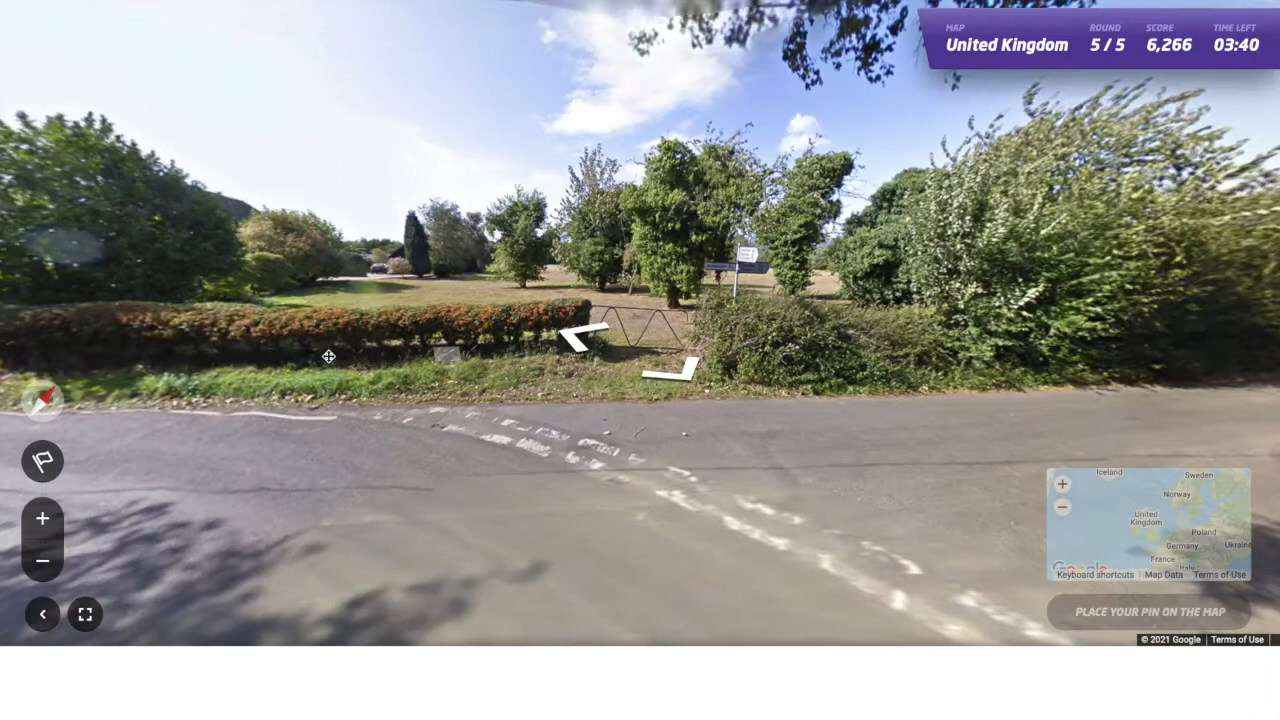 MAP
United Kingdom
ROUND
5 / 5
SCORE
6,266
TIME LEFT
03:40
Iceland
Sweden
Norway
United
Kingdom
Poland
Germany
Ukraine
France
Italy
Google
Keyboard shortcuts
Map Data
Terms of Use
PLACE YOUR PIN ON THE MAP
© 2021 Google
Terms of Use